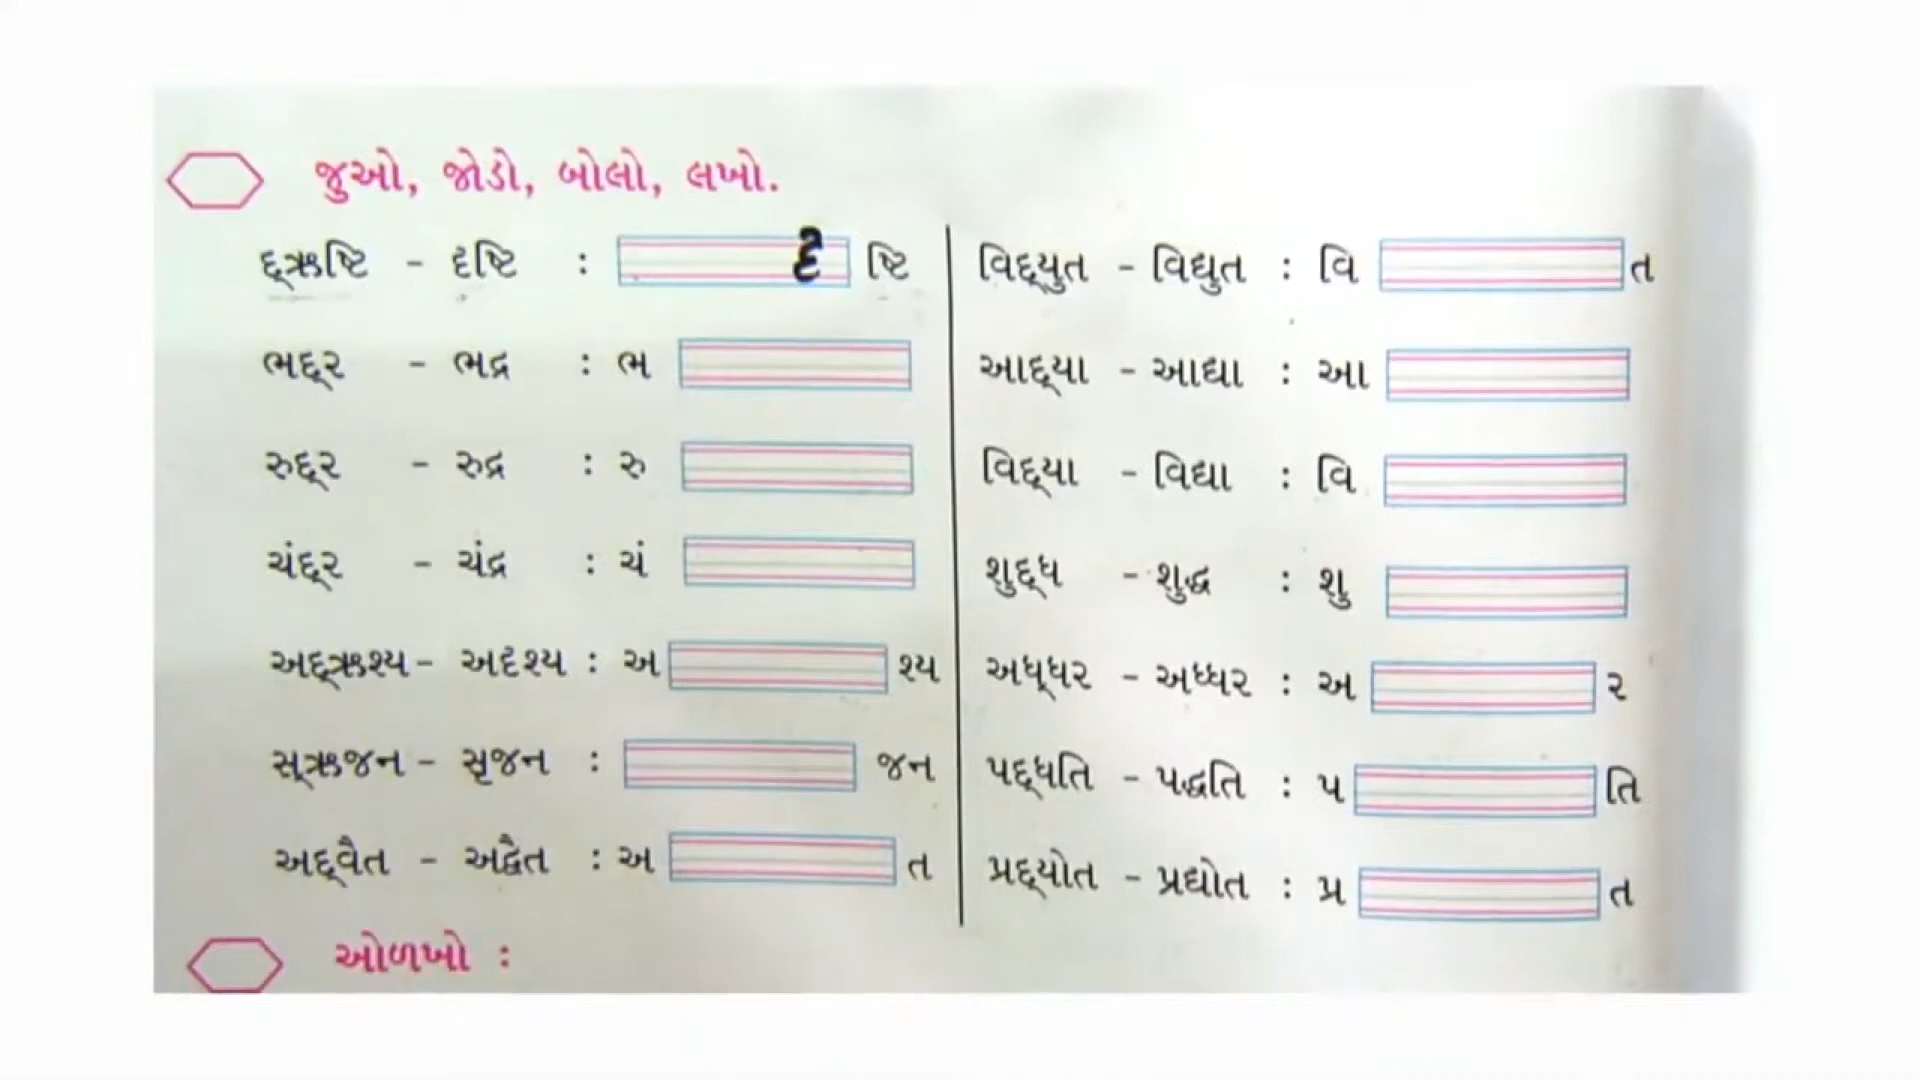 જુઓ, જોડો, બોલો, લખો.
દ્ઋષ્ટિ - દૃષ્ટિ : દૃ ષ્ટિ
ભદ્‌ર - ભદ્ર : ભ
રુદ્‌ર - રુદ્ર : રુ
ચંદ્‌ર - ચંદ્ર : ચં
અદ્ઋશ્ય - અદૃશ્ય : અ શ્ય
સ્ઋજન - સૃજન : જન
અદ્‌વૈત - અદ્વૈત : અ ત
વિદ્‌યુત - વિદ્યુત : વિ ત
આદ્‌યા - આદ્યા : આ
વિદ્‌યા - વિદ્યા : વિ
શુદ્‌ધ - શુદ્ધ : શુ
અધ્‌ધર - અધ્ધર : અ ર
પદ્‌ધતિ - પદ્ધતિ : પ તિ
પ્રદ્‌યોત - પ્રદ્યોત : પ્ર ત
ઓળખો :